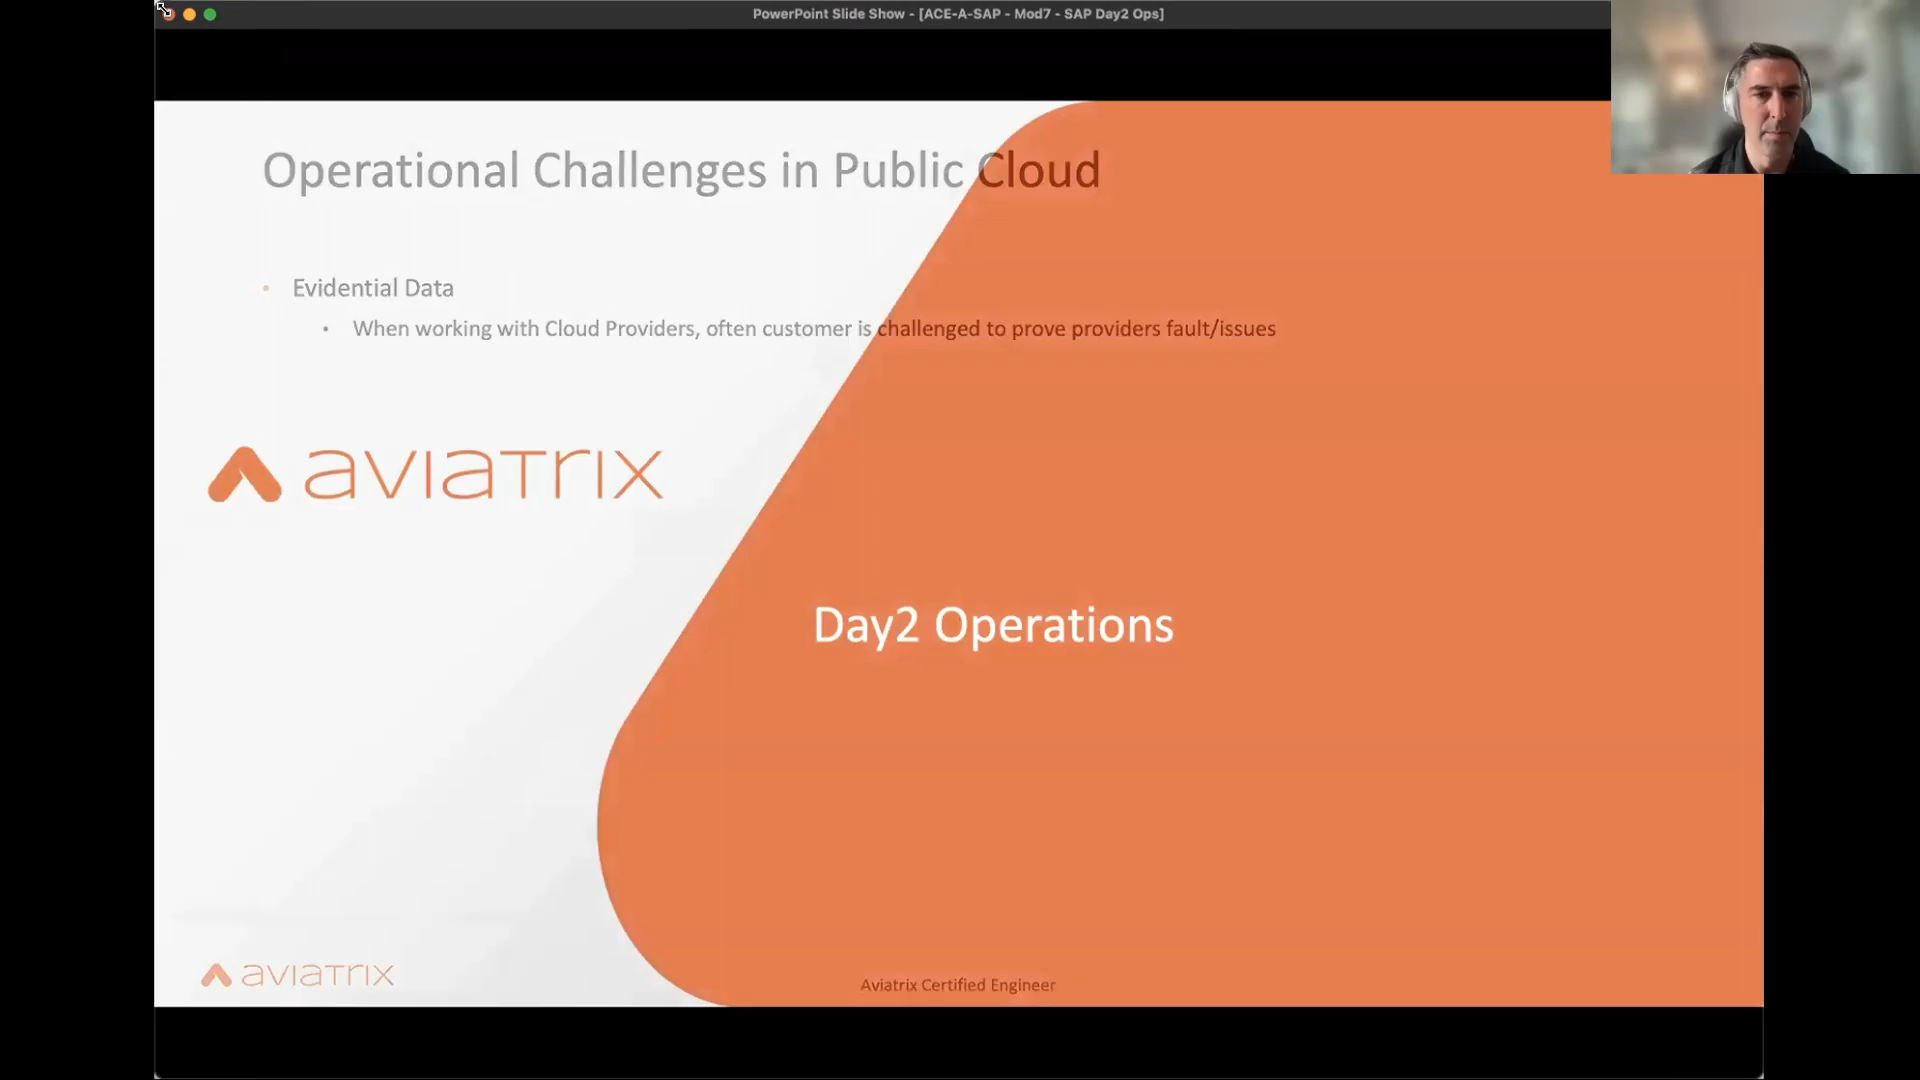 PowerPoint Slide Show - [ACE-A-SAP - Mod7 - SAP Day2 Ops]
Operational Challenges in Public Cloud
• Evidential Data
• When working with Cloud Providers, often customer is challenged to prove providers fault/issues
aviatrix
Day2 Operations
aviatrix
Aviatrix Certified Engineer